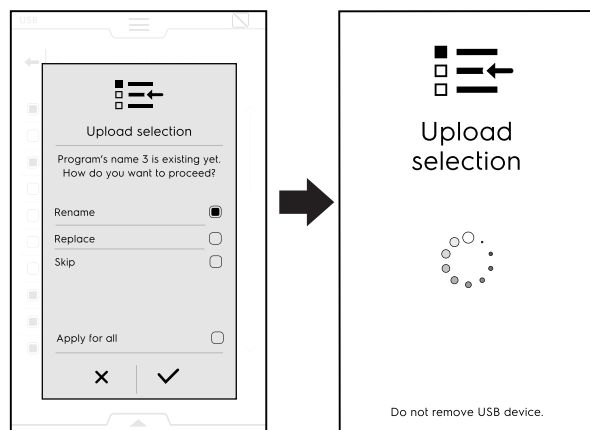 USB
Upload selection
Program's name 3 is existing yet.
How do you want to proceed?
Rename
Replace
Skip
Apply for all
Upload
selection
Do not remove USB device.